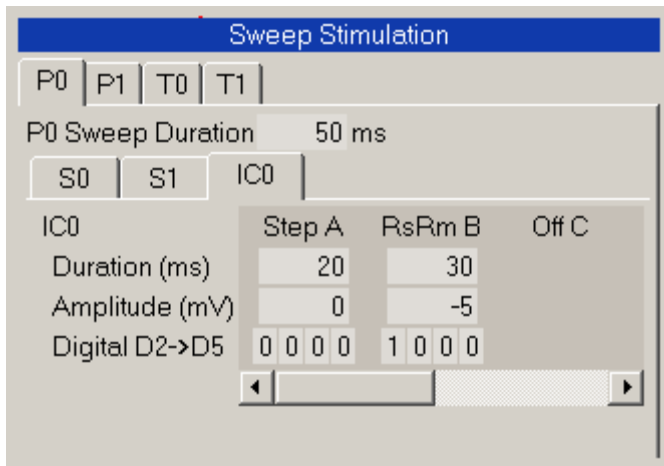 Sweep Stimulation
P0 P1 T0 T1
P0 Sweep Duration 50 ms
S0 S1 IC0
IC0 Step A RsRm B Off C
Duration (ms) 20 30
Amplitude (mV) 0 -5
Digital D2->D5 0 0 0 0 1 0 0 0